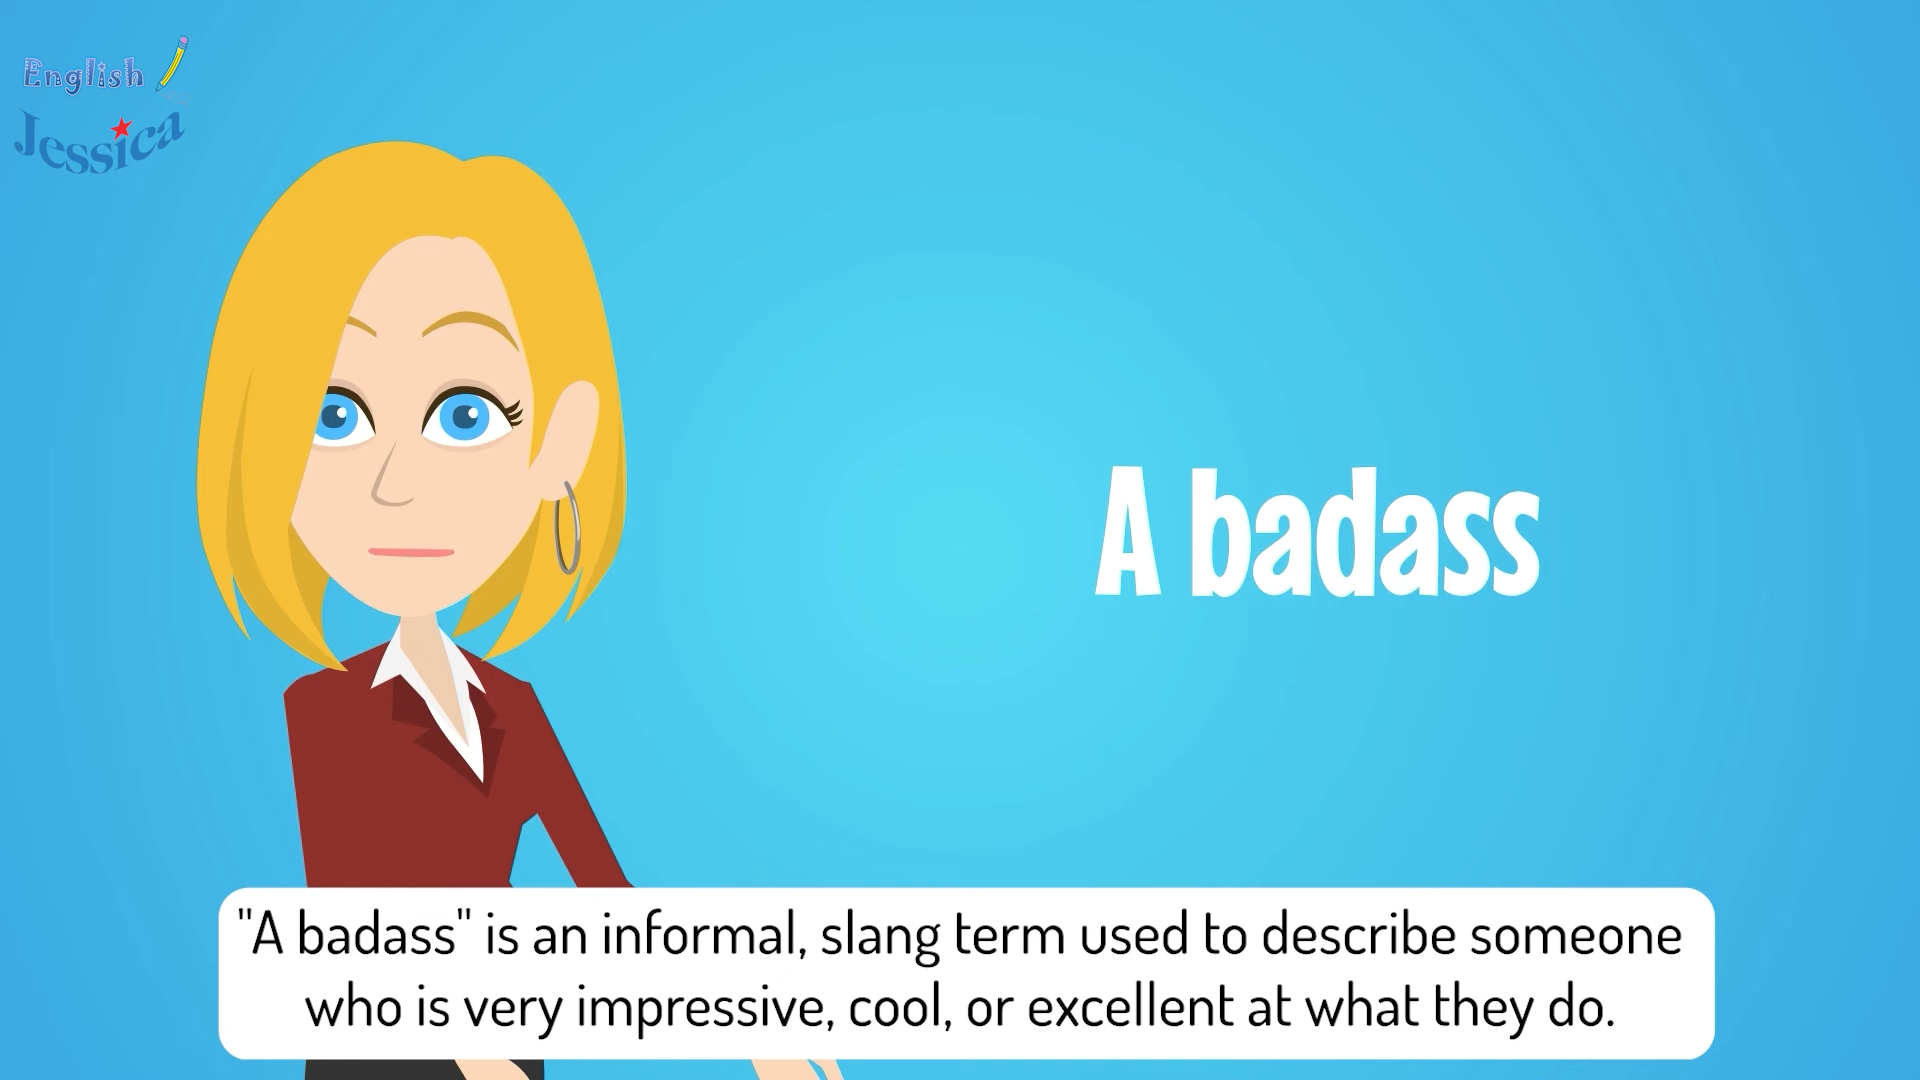 English
Jessica
A badass
"A badass" is an informal, slang term used to describe someone
who is very impressive, cool, or excellent at what they do.